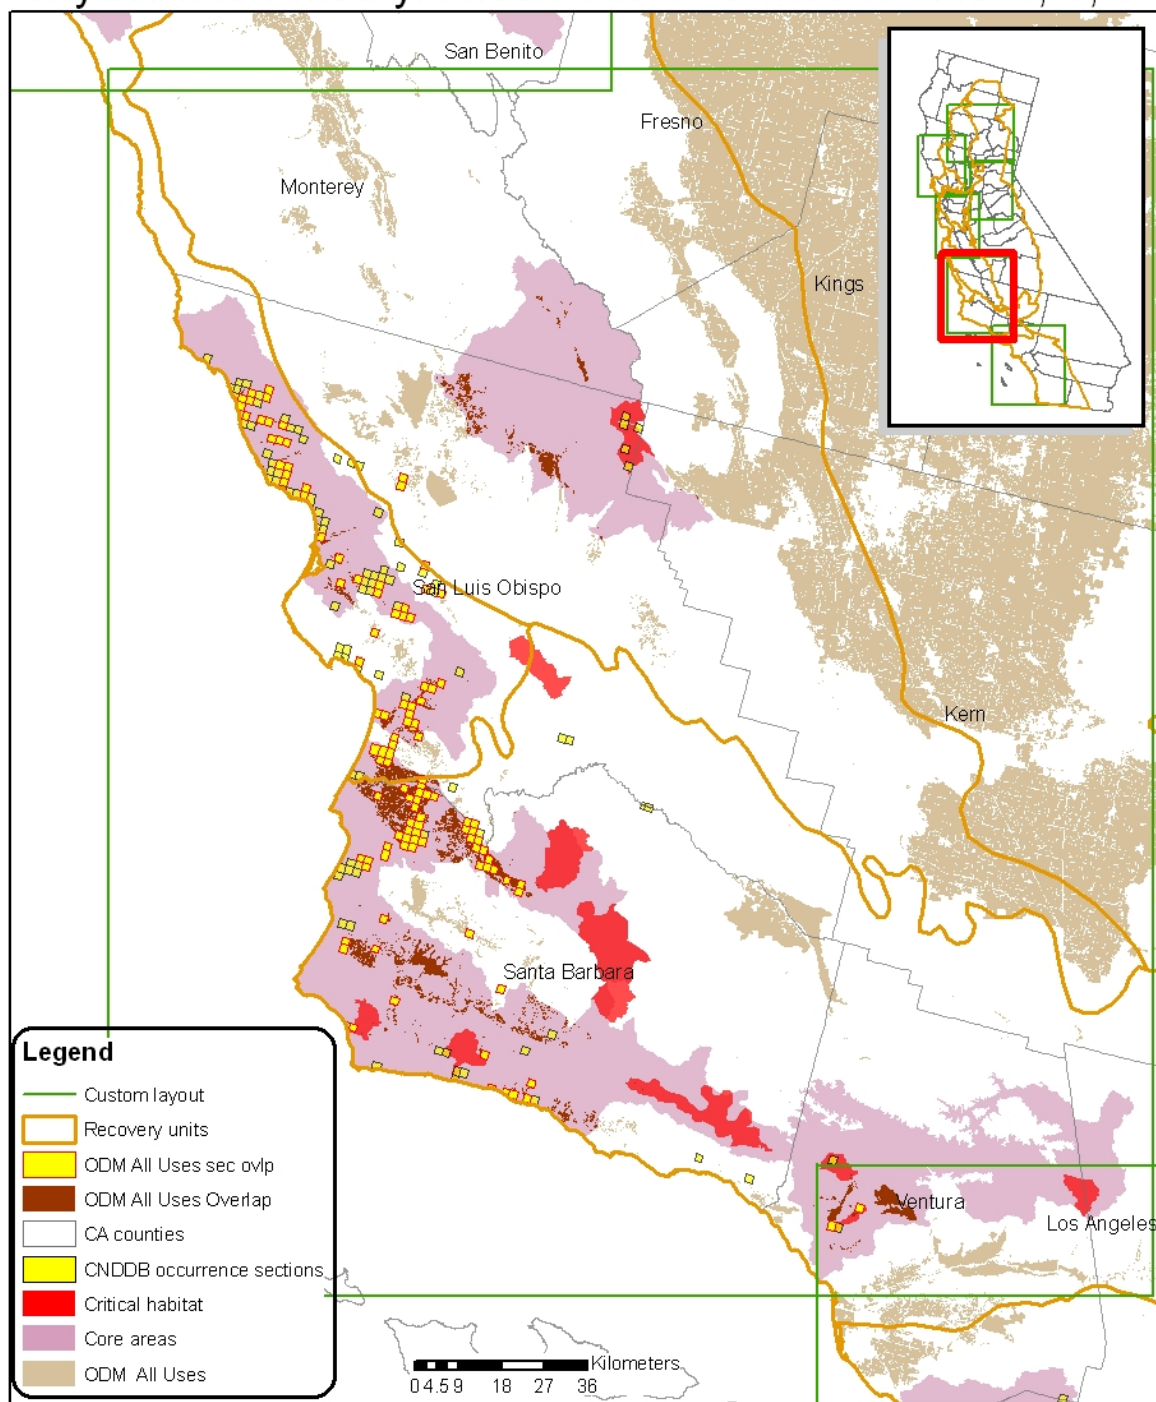 San Benito
Fresno
Monterey
Kings
San Luis Obispo
Kern
Santa Barbara
Ventura
Los Angeles
Legend
Custom layout
Recovery units
ODM All Uses sec ovlp
ODM All Uses Overlap
CA counties
CNDDB occurrence sections
Critical habitat
Core areas
ODM All Uses
Kilometers
0 4.5 9 18 27 36